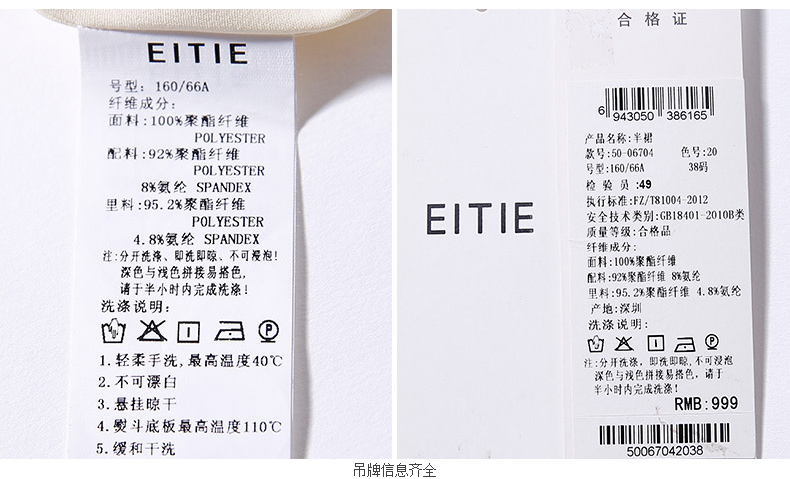 EITIE
号型: 160/66A
纤维成分:
面料:100%聚酯纤维
POLYESTER
配料:92%聚酯纤维
POLYESTER
8%氨纶 SPANDEX
里料:95.2%聚酯纤维
POLYESTER
4.8%氨纶 SPANDEX
注:分开洗涤、即洗即晾、不可浸泡!
深色与浅色拼接易搭色,
请于半小时内完成洗涤!
洗涤说明:
1.轻柔手洗,最高温度40℃
2.不可漂白
3.悬挂晾干
4.熨斗底板最高温度110℃
5.缓和干洗
EITIE
合格证
6 943050 386165
产品名称:半裙
款号:50-06704 色号:20
号型:160/66A 38码
检验员:49
执行标准:FZ/T81004-2012
安全技术类别:GB18401-2010B类
质量等级:合格品
纤维成分:
面料:100%聚酯纤维
配料:92%聚酯纤维 8%氨纶
里料:95.2%聚酯纤维 4.8%氨纶
产地:深圳
洗涤说明:
注:分开洗涤，即洗即晾,不可浸泡
深色与浅色拼接易搭色，请于
半小时内完成洗涤!
RMB:999
50067042038
吊牌信息齐全